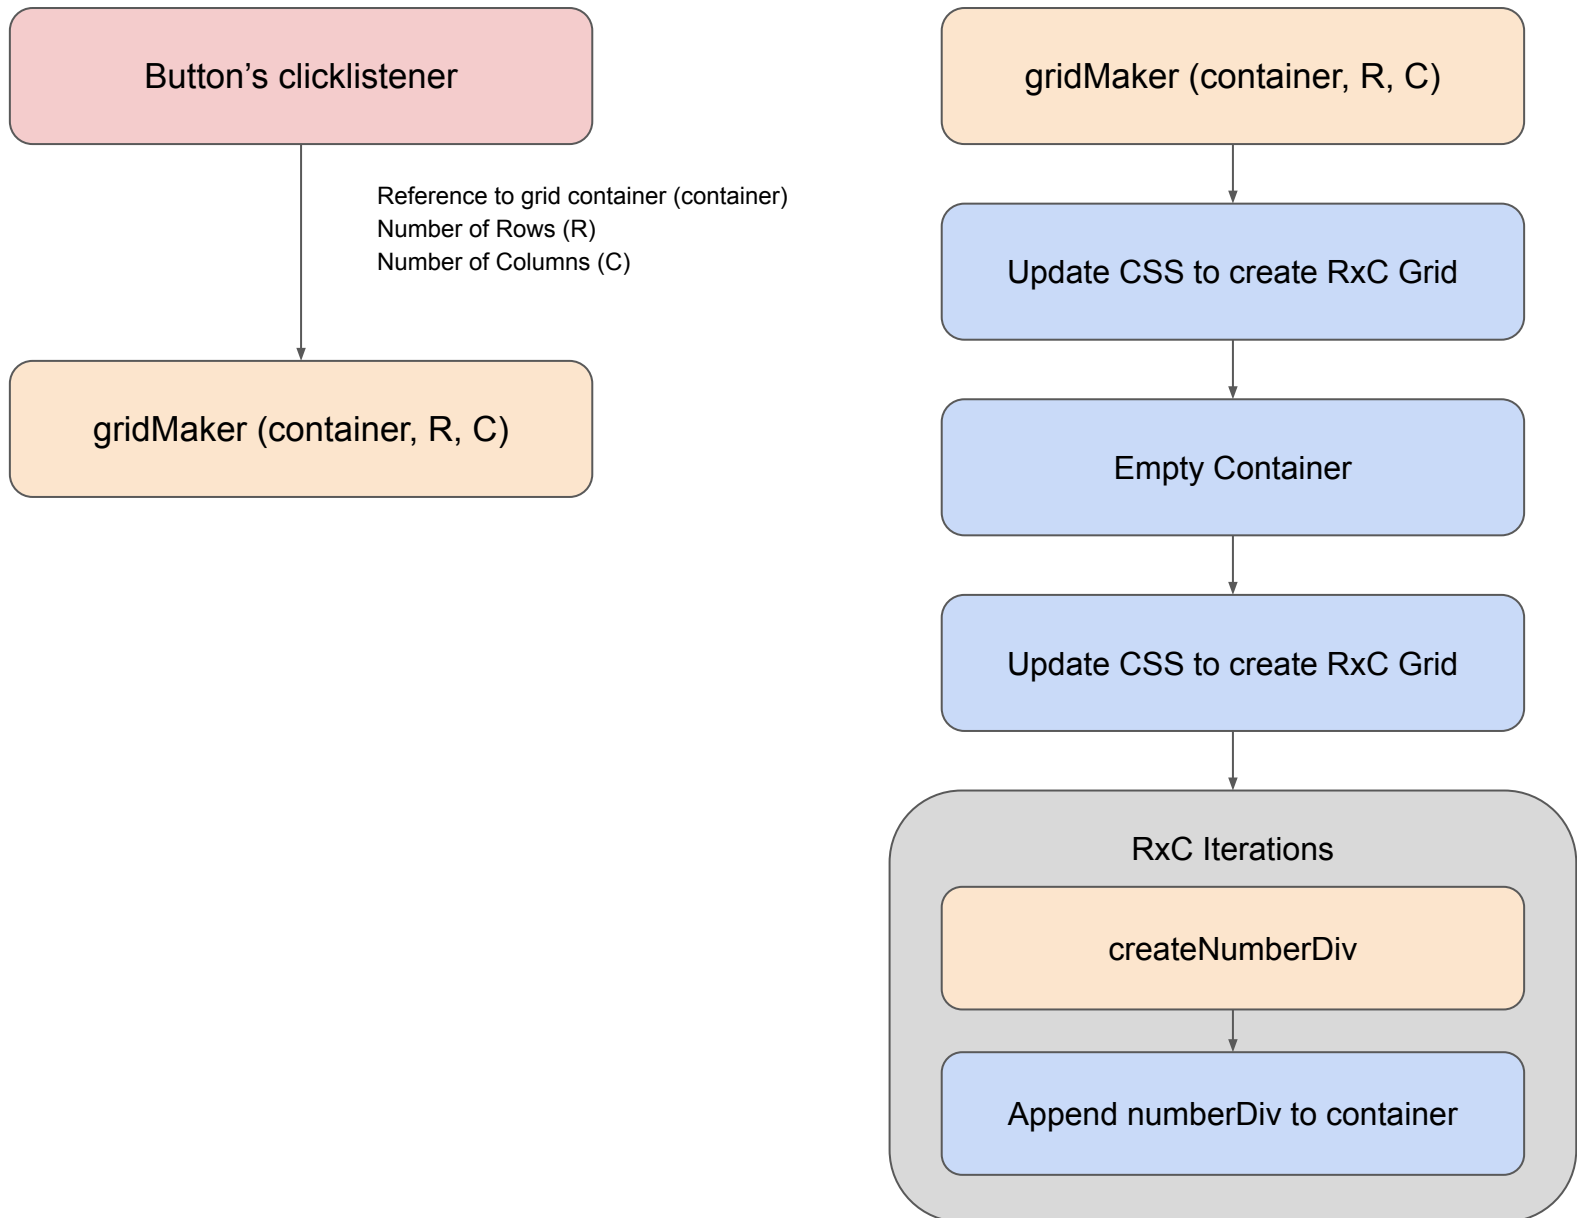 Button’s clicklistener
Reference to grid container (container)
Number of Rows (R)
Number of Columns (C)
gridMaker (container, R, C)
gridMaker (container, R, C)
Update CSS to create RxC Grid
Empty Container
Update CSS to create RxC Grid
RxC Iterations
createNumberDiv
Append numberDiv to container